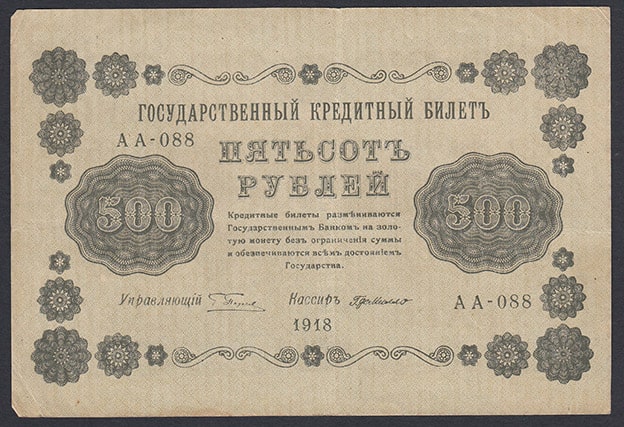 ГОСУДАРСТВЕННЫЙ КРЕДИТНЫЙ БИЛЕТЪ
АА-088
ПЯТЬСОТЪ
РУБЛЕЙ
500
500
Кредитные билеты размѣниваются
Государственнымъ Банкомъ на золо-
тую монету безъ ограниченія суммы
и обезпечиваются всѣмъ достояніемъ
Государства.
Управляющій
Кассиръ
АА-088
1918